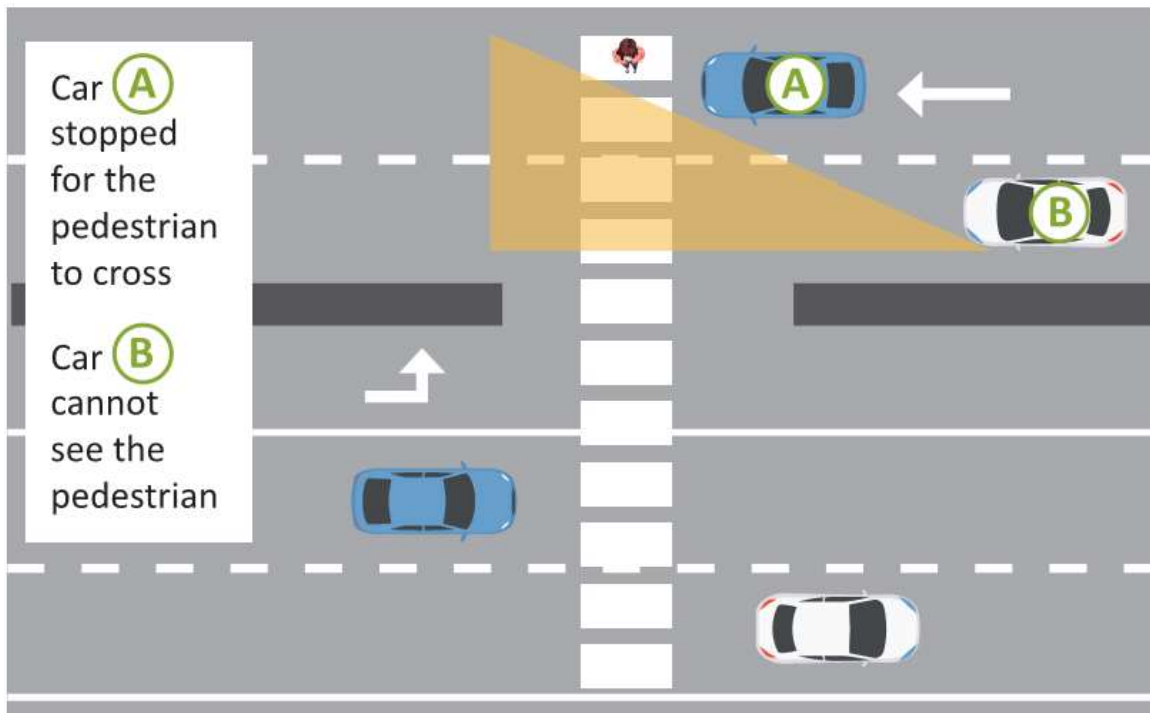 Car A
stopped
for the
pedestrian
to cross
Car B
cannot
see the
pedestrian
A
B